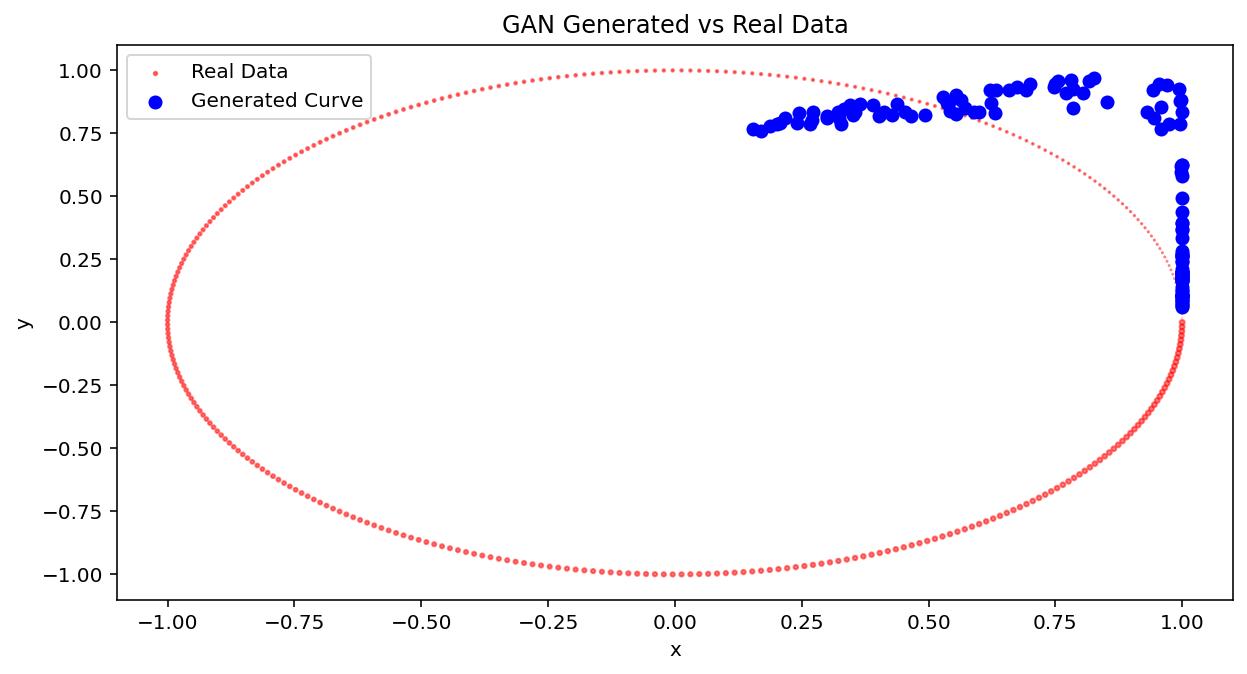 GAN Generated vs Real Data
Real Data
Generated Curve
1.00
0.75
0.50
0.25
0.00
−0.25
−0.50
−0.75
−1.00
y
−1.00 −0.75 −0.50 −0.25 0.00 0.25 0.50 0.75 1.00
x